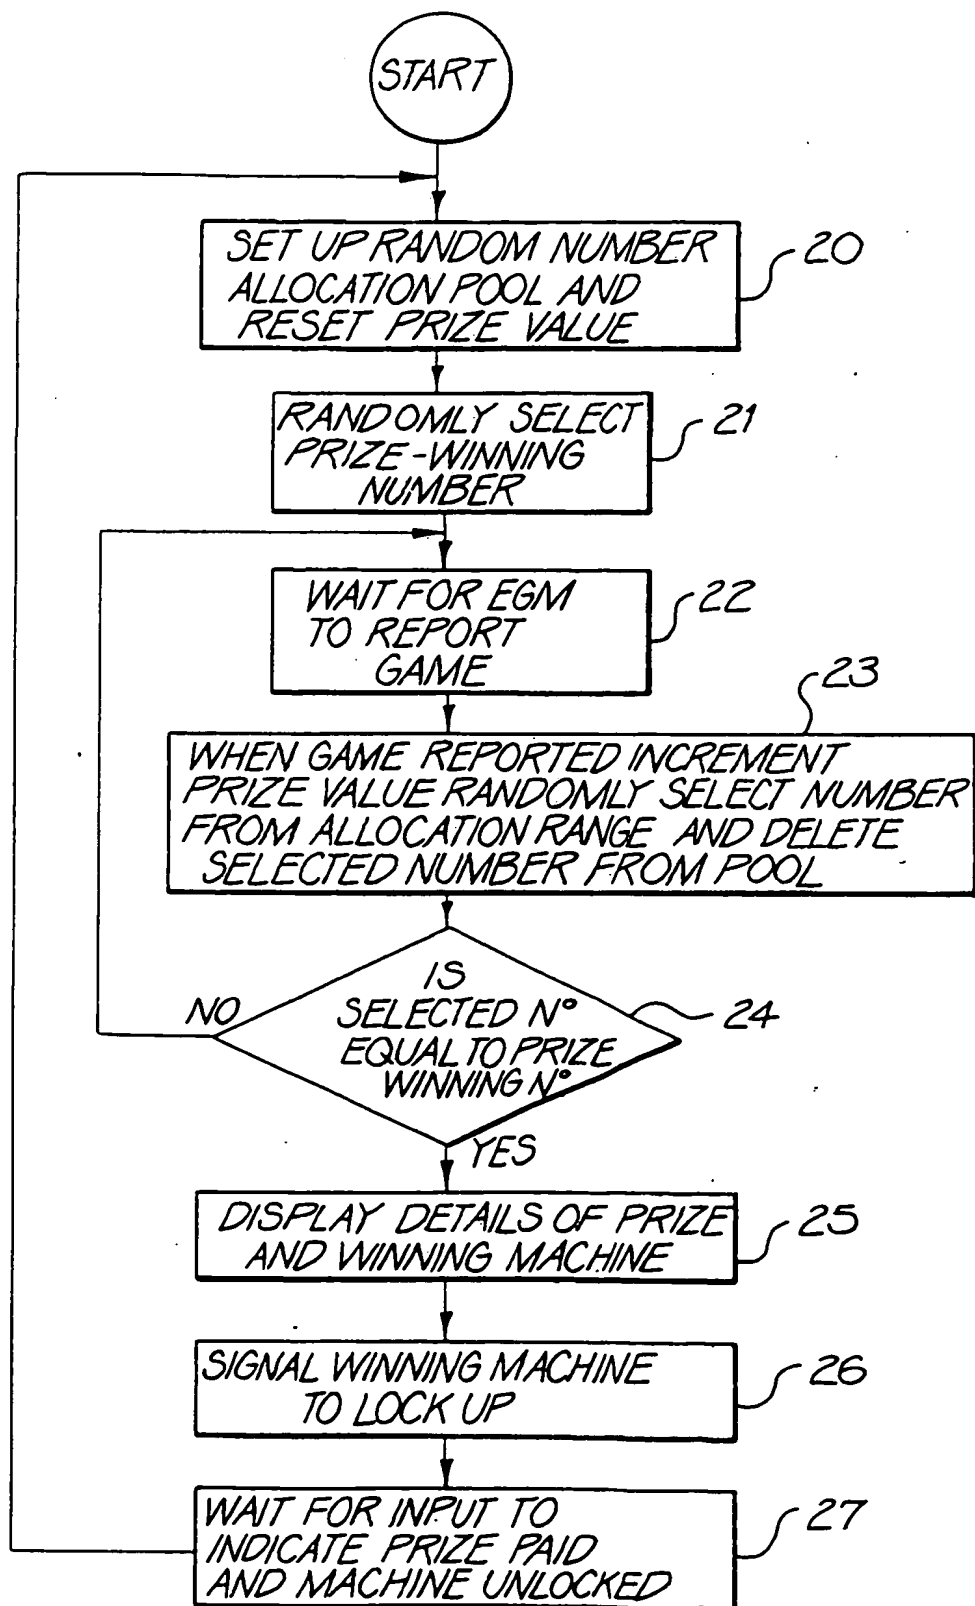 START
SET UP RANDOM NUMBER
ALLOCATION POOL AND
RESET PRIZE VALUE
20
RANDOMLY SELECT
PRIZE-WINNING
NUMBER
21
WAIT FOR EGM
TO REPORT
GAME
22
23
WHEN GAME REPORTED INCREMENT
PRIZE VALUE RANDOMLY SELECT NUMBER
FROM ALLOCATION RANGE AND DELETE
SELECTED NUMBER FROM POOL
IS
SELECTED Nº
EQUAL TO PRIZE
WINNING Nº
24
NO
YES
DISPLAY DETAILS OF PRIZE
AND WINNING MACHINE
25
SIGNAL WINNING MACHINE
TO LOCK UP
26
WAIT FOR INPUT TO
INDICATE PRIZE PAID
AND MACHINE UNLOCKED
27